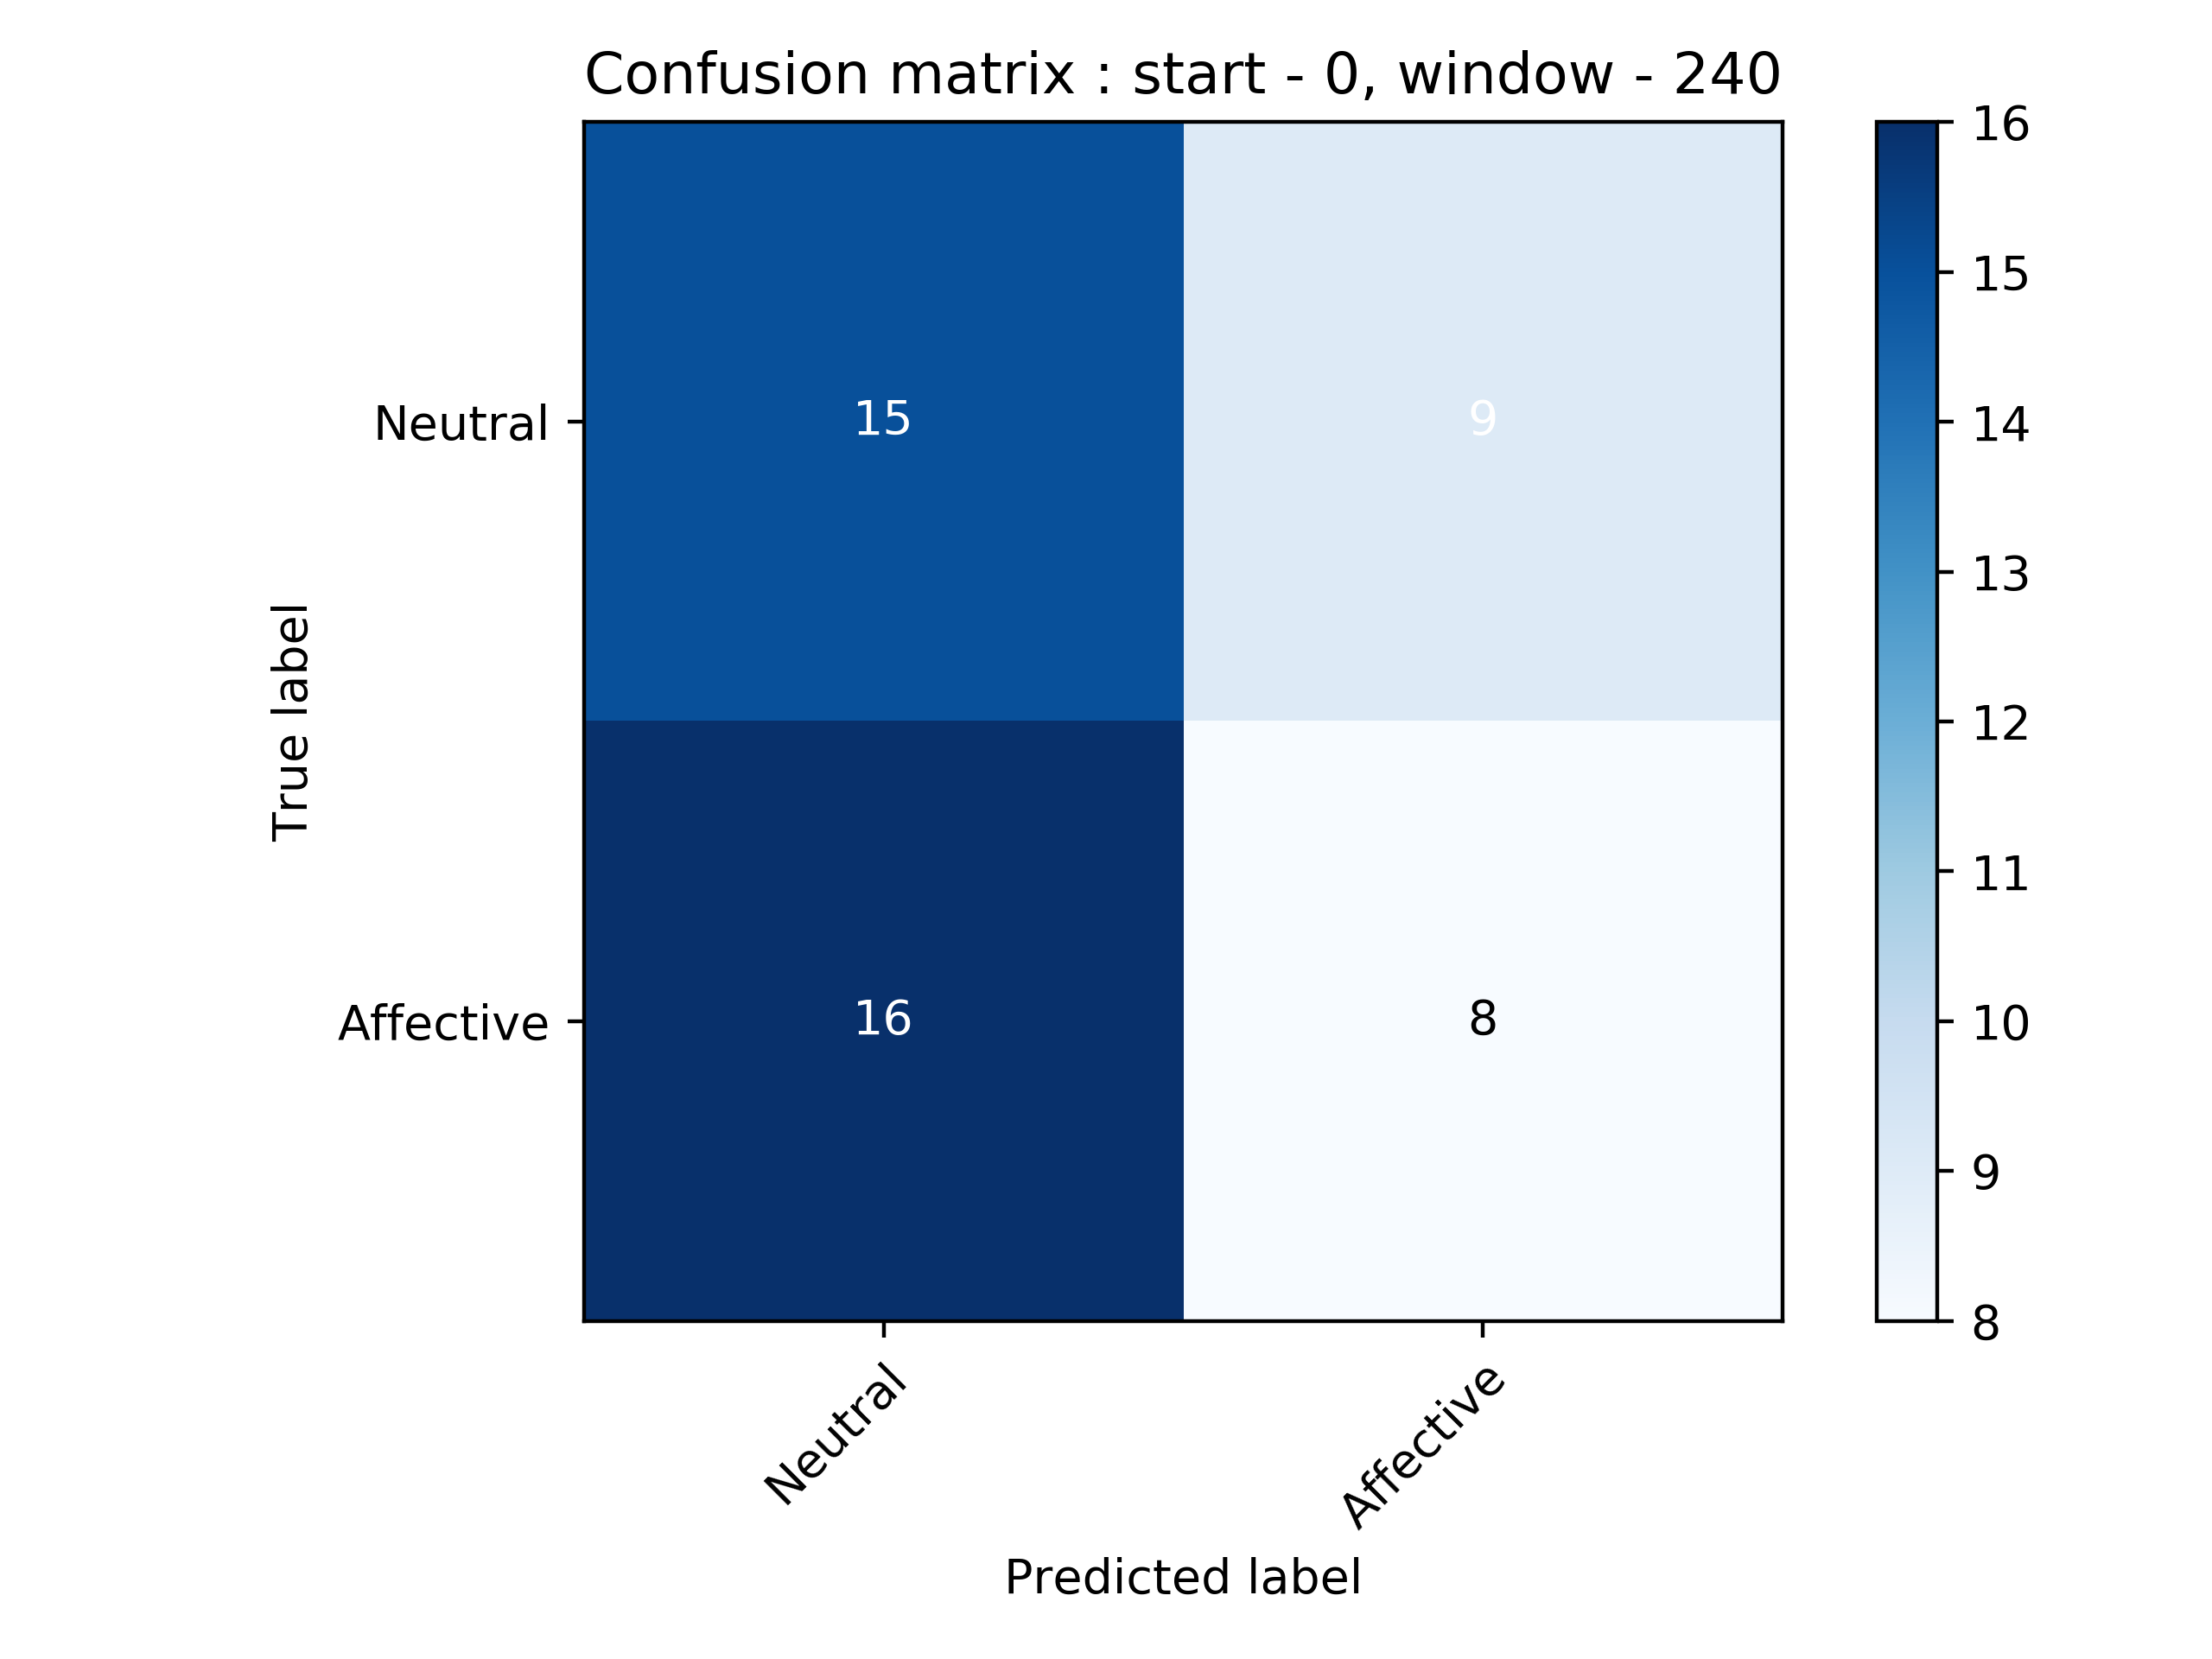 Confusion matrix : start - 0, window - 240
True label
Neutral
Affective
15
9
16
8
Neutral
Affective
Predicted label
16
15
14
13
12
11
10
9
8